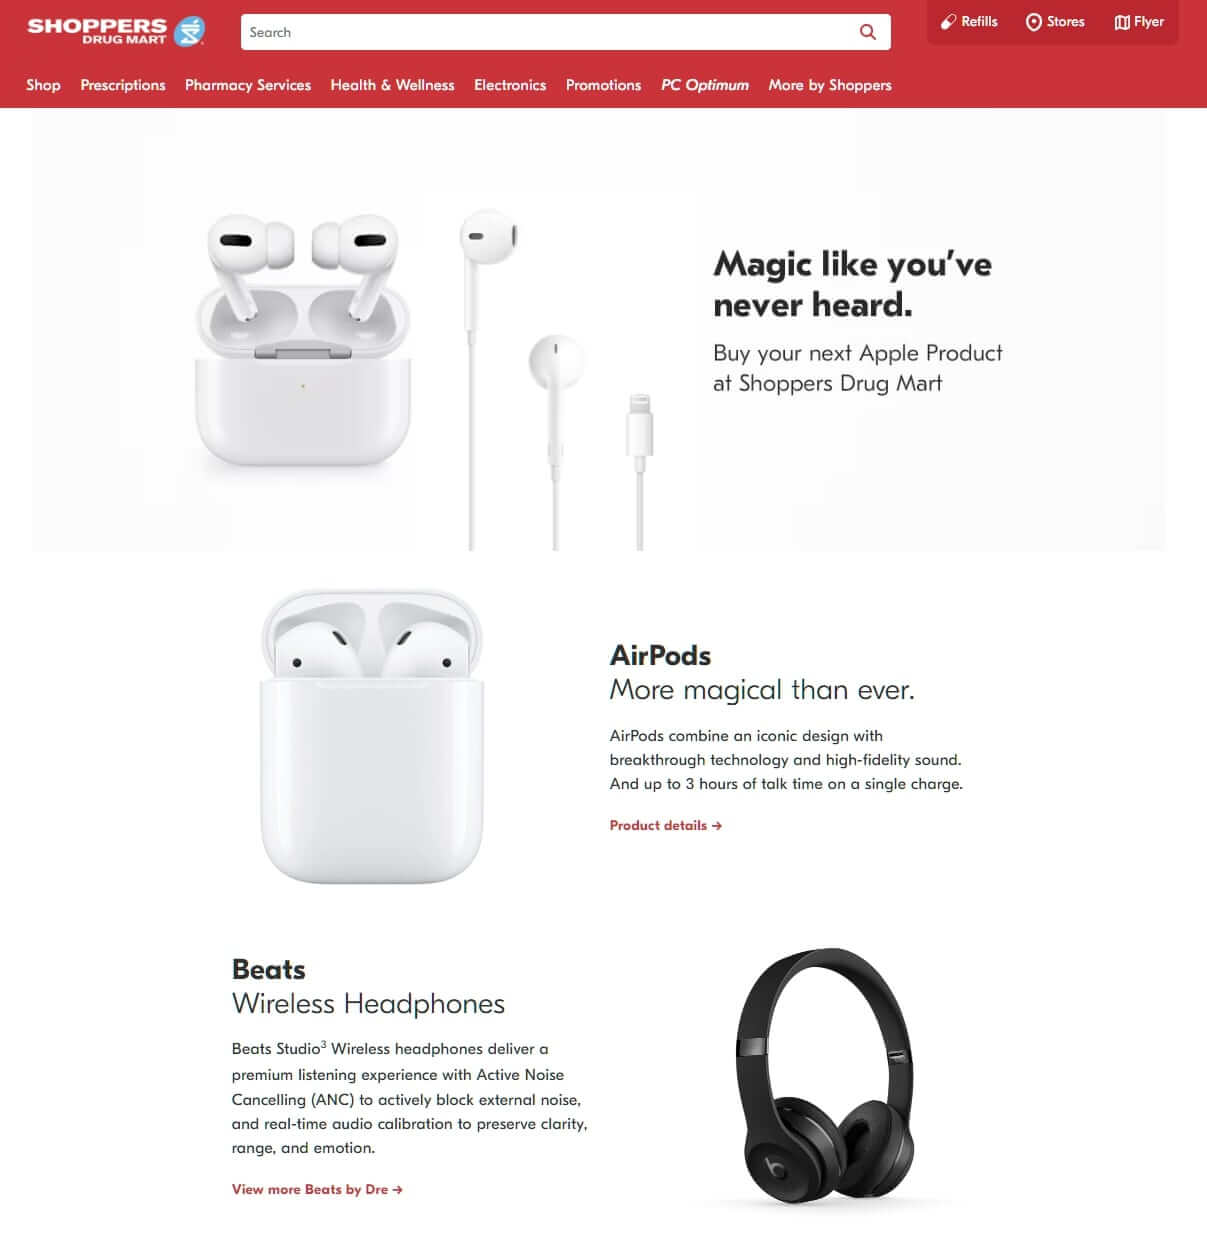 SHOPPERS
DRUG MART
Search
Refills
Stores
Flyer
Shop
Prescriptions
Pharmacy Services
Health & Wellness
Electronics
Promotions
PC Optimum
More by Shoppers
Magic like you've
never heard.
Buy your next Apple Product
at Shoppers Drug Mart
AirPods
More magical than ever.
AirPods combine an iconic design with
breakthrough technology and high-fidelity sound.
And up to 3 hours of talk time on a single charge.
Product details →
Beats
Wireless Headphones
Beats Studio³ Wireless headphones deliver a
premium listening experience with Active Noise
Cancelling (ANC) to actively block external noise,
and real-time audio calibration to preserve clarity,
range, and emotion.
View more Beats by Dre →